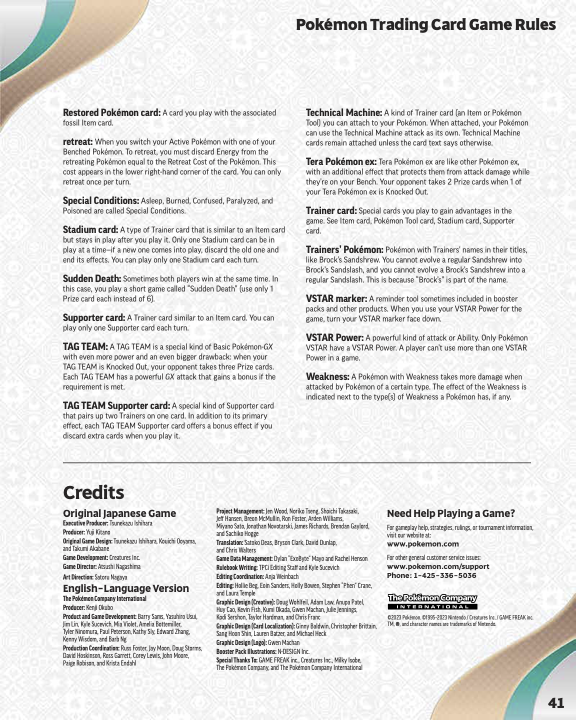 Pokémon Trading Card Game Rules
Restored Pokémon card: A card you play with the associated
fossil Item card.
retreat: When you switch your Active Pokémon with one of your
Benched Pokémon. To retreat, you must discard Energy from the
retreating Pokémon equal to the Retreat Cost of the Pokémon. This
cost appears in the lower right-hand corner of the card. You can only
retreat once per turn.
Special Conditions: Asleep, Burned, Confused, Paralyzed, and
Poisoned are called Special Conditions.
Stadium card: A type of Trainer card that is similar to an Item card
but stays in play after you play it. Only one Stadium card can be in
play at a time—if a new one comes into play, discard the old one and
end its effects. You can play only one Stadium card each turn.
Sudden Death: Sometimes both players win at the same time. In
this case, you play a short game called “Sudden Death” (use only 1
Prize card each instead of 6).
Supporter card: A Trainer card similar to an Item card. You can
play only one Supporter card each turn.
TAG TEAM: A TAG TEAM is a special kind of Basic Pokémon-GX
with even more power and an even bigger drawback: when your
TAG TEAM is Knocked Out, your opponent takes three Prize cards.
Each TAG TEAM has a powerful GX attack that gains a bonus if the
requirement is met.
TAG TEAM Supporter card: A special kind of Supporter card
that pairs up two Trainers on one card. In addition to its primary
effect, each TAG TEAM Supporter card offers a bonus effect if you
discard extra cards when you play it.
Technical Machine: A kind of Trainer card (an Item or Pokémon
Tool) you can attach to your Pokémon. When attached, your Pokémon
can use the Technical Machine attack as its own. Technical Machine
cards remain attached unless the card text says otherwise.
Tera Pokémon ex: Tera Pokémon ex are like other Pokémon ex,
with an additional effect that protects them from attack damage while
they're on your Bench. Your opponent takes 2 Prize cards when 1 of
your Tera Pokémon ex is Knocked Out.
Trainer card: Special cards you play to gain advantages in the
game. See Item card, Pokémon Tool card, Stadium card, Supporter
card.
Trainers' Pokémon: Pokémon with Trainers' names in their titles,
like Brock's Sandshrew. You cannot evolve a regular Sandshrew into
Brock's Sandslash, and you cannot evolve a Brock's Sandshrew into a
regular Sandslash. This is because “Brock's” is part of the name.
VSTAR marker: A reminder tool sometimes included in booster
packs and other products. When you use your VSTAR Power for the
game, turn your VSTAR marker face down.
VSTAR Power: A powerful kind of attack or Ability. Only Pokémon
VSTAR have a VSTAR Power. A player can't use more than one VSTAR
Power in a game.
Weakness: A Pokémon with Weakness takes more damage when
attacked by Pokémon of a certain type. The effect of the Weakness is
indicated next to the type(s) of Weakness a Pokémon has, if any.
Credits
Original Japanese Game
Executive Producer: Tsunekazu Ishihara
Producer: Yuji Kitano
Original Game Design: Tsunekazu Ishihara, Kouichi Ooyama,
and Takumi Akabane
Game Development: Creatures Inc.
Game Director: Atsushi Nagashima
Art Direction: Satoru Nagaya
English-Language Version
The Pokémon Company International
Producer: Kenji Okubo
Product and Game Development: Barry Sams, Yasuhiro Usui,
Jim Lin, Kyle Sucevich, Mia Violet, Amelia Bottemiller,
Tyler Ninomura, Paul Peterson, Kathy Sly, Edward Zhang,
Kenny Wisdom, and Barb Ng
Production Coordination: Russ Foster, Jay Moon, Doug Storms,
David Hoskinson, Ross Garrett, Corey Lewis, John Moore,
Paige Robison, and Krista Endahl
Project Management: Jen Wood, Noriko Tseng, Shoichi Takasaki,
Jeff Hansen, Breon McMullin, Ron Foster, Arden Williams,
Miyano Sato, Jonathan Novotarski, James Richards, Brendan Gaylord,
and Sachiko Hogge
Translation: Satoko Deas, Bryson Clark, David Dunlap,
and Chris Walters
Game Data Management: Dylan “ExoByte” Mayo and Rachel Henson
Rulebook Writing: TPCi Editing Staff and Kyle Sucevich
Editing Coordination: Anja Weinbach
Editing: Hollie Beg, Eoin Sanders, Holly Bowen, Stephen “Phen” Crane,
and Laura Temple
Graphic Design (Creative): Doug Wohlfeil, Adam Law, Anupa Patel,
Hay Cao, Kevin Fish, Kumi Okada, Gwen Machan, Julie Jennings,
Kodi Sershon, Taylor Hordman, and Chris Franc
Graphic Design (Card Localization): Ginny Baldwin, Christopher Brittain,
Sang Hoon Shin, Lauren Balzer, and Michael Heck
Graphic Design (Logo): Gwen Machan
Booster Pack Illustrations: N-DESIGN Inc.
Special Thanks To: GAME FREAK inc., Creatures Inc., Milky Isobe,
The Pokémon Company, and The Pokémon Company International
Need Help Playing a Game?
For gameplay help, strategies, rulings, or tournament information,
visit our website at:
www.pokemon.com
For other general customer service issues:
www.pokemon.com/support
Phone: 1-425-336-5036
The Pokémon Company
INTERNATIONAL
©2023 Pokémon. ©1995-2023 Nintendo / Creatures Inc. / GAME FREAK inc.
TM, ®, and character names are trademarks of Nintendo.
41